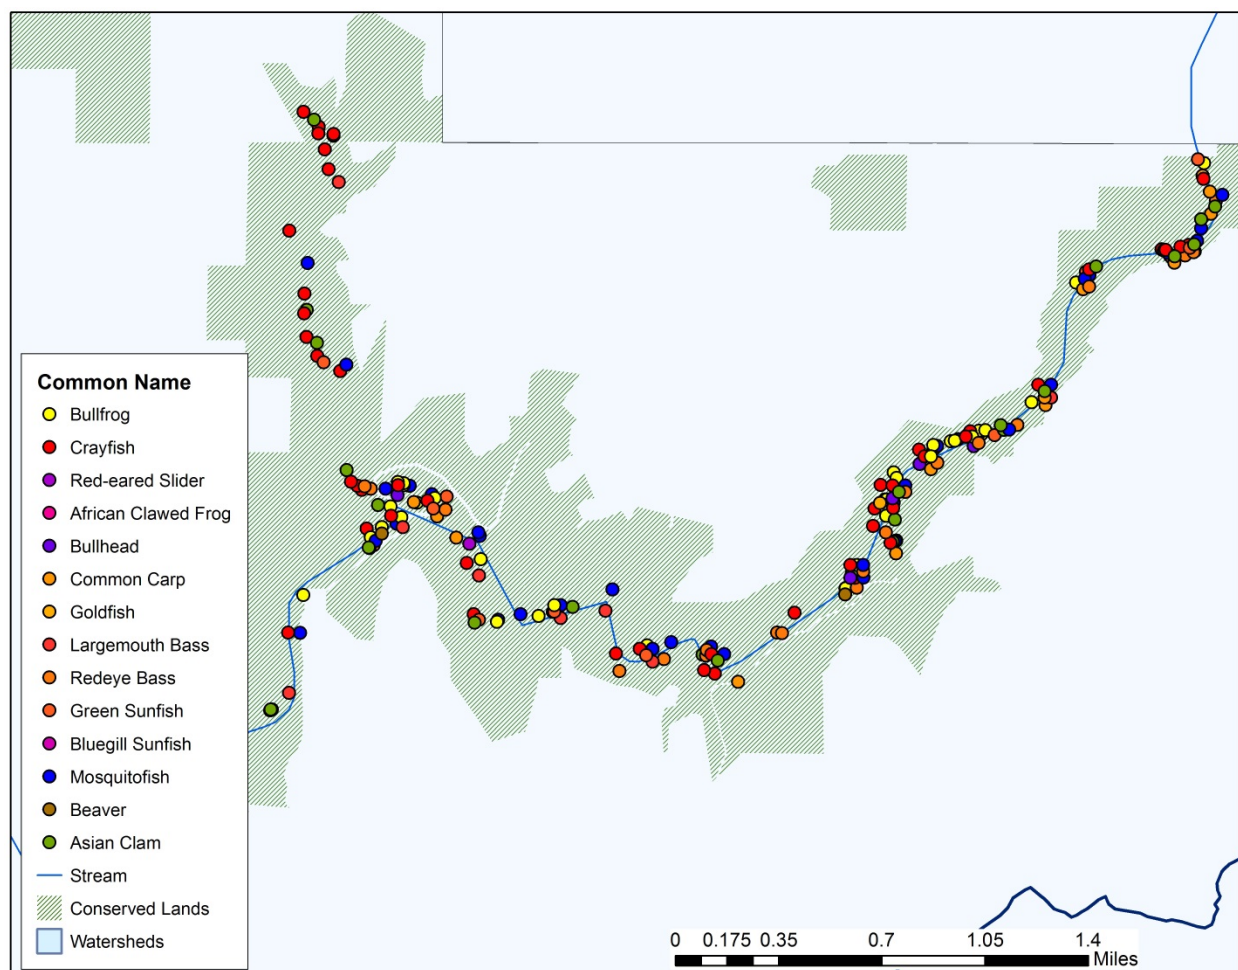 Common Name
Bullfrog
Crayfish
Red-eared Slider
African Clawed Frog
Bullhead
Common Carp
Goldfish
Largemouth Bass
Redeye Bass
Green Sunfish
Bluegill Sunfish
Mosquitofish
Beaver
Asian Clam
Stream
Conserved Lands
Watersheds
0 0.175 0.35 0.7 1.05 1.4
Miles